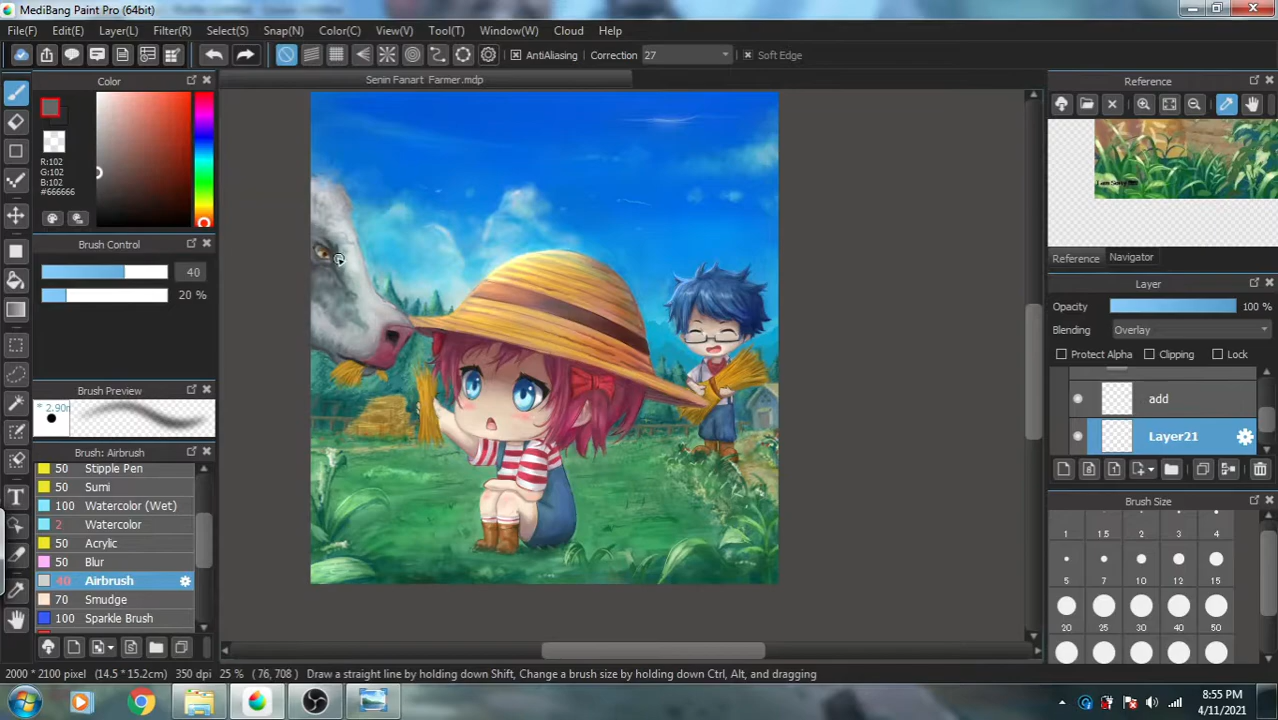 MediBang Paint Pro (64bit)
File(F) Edit(E) Layer(L) Filter(R) Select(S) Snap(N) Color(C) View(V) Tool(T) Window(W) Cloud Help
AntiAliasing Correction 27 Soft Edge
Color
Senin Fanart Farmer.mdp
Reference
R:102
G:102
B:102
#666666
Brush Control
40
20 %
Reference Navigator
Layer
Opacity 100 %
Blending Overlay
Protect Alpha Clipping Lock
add
Layer21
Brush Preview
Brush: Airbrush
50 Stipple Pen
50 Sumi
100 Watercolor (Wet)
2 Watercolor
50 Acrylic
50 Blur
40 Airbrush
70 Smudge
100 Sparkle Brush
Brush Size
1 1.5 2 3 4
5 7 10 12 15
20 25 30 40 50
2000 * 2100 pixel (14.5 * 15.2cm) 350 dpi 25 % (76, 708) Draw a straight line by holding down Shift, Change a brush size by holding down Ctrl, Alt, and dragging
8:55 PM
4/11/2021